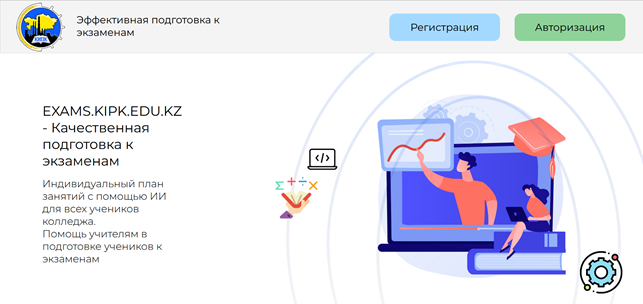 Эффективная подготовка к
экзаменам
Регистрация
Авторизация
КИПК
EXAMS.KIPK.EDU.KZ
- Качественная
подготовка к
экзаменам
Индивидуальный план
занятий с помощью ИИ
для всех учеников
колледжа.
Помощь учителям в
подготовке учеников к
экзаменам